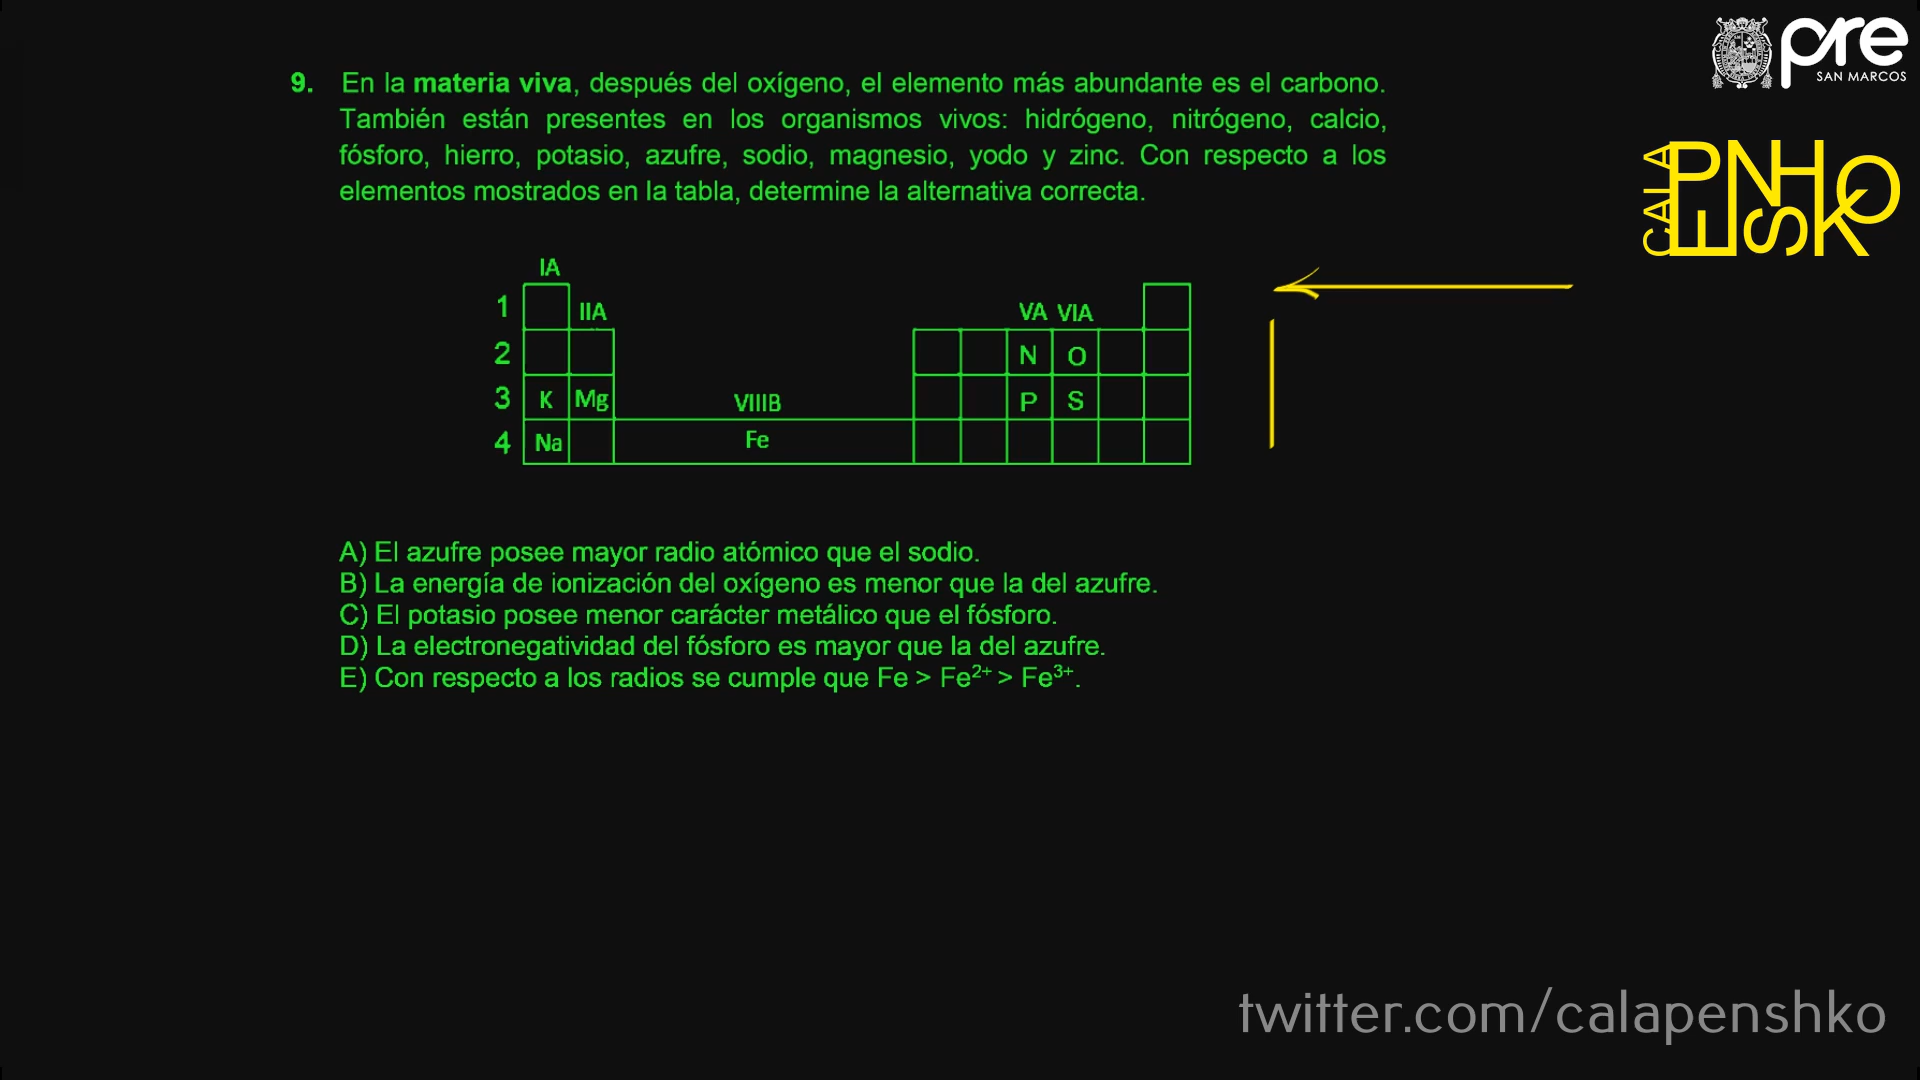 pre
SAN MARCOS
CALA
PENSHKO
9. En la materia viva, después del oxígeno, el elemento más abundante es el carbono.
También están presentes en los organismos vivos: hidrógeno, nitrógeno, calcio,
fósforo, hierro, potasio, azufre, sodio, magnesio, yodo y zinc. Con respecto a los
elementos mostrados en la tabla, determine la alternativa correcta.
IA
1 IIA VA VIA
2 N O
3 K Mg VIIIB P S
4 Na Fe
A) El azufre posee mayor radio atómico que el sodio.
B) La energía de ionización del oxígeno es menor que la del azufre.
C) El potasio posee menor carácter metálico que el fósforo.
D) La electronegatividad del fósforo es mayor que la del azufre.
E) Con respecto a los radios se cumple que Fe > Fe²⁺ > Fe³⁺.
twitter.com/calapenshko